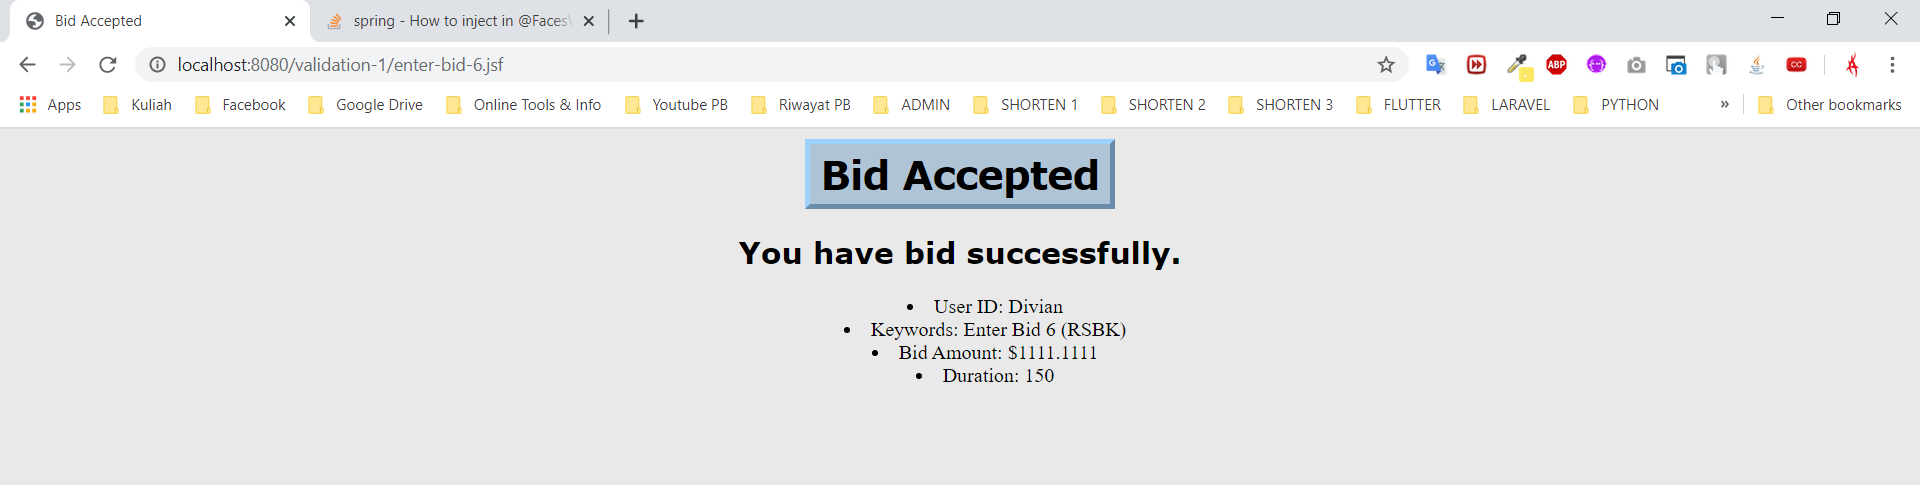 Bid Accepted
spring - How to inject in @Faces
localhost:8080/validation-1/enter-bid-6.jsf
ABP
CC
Apps Kuliah Facebook Google Drive Online Tools & Info Youtube PB Riwayat PB ADMIN SHORTEN 1 SHORTEN 2 SHORTEN 3 FLUTTER LARAVEL PYTHON » Other bookmarks
Bid Accepted
You have bid successfully.
• User ID: Divian
• Keywords: Enter Bid 6 (RSBK)
• Bid Amount: $1111.1111
• Duration: 150